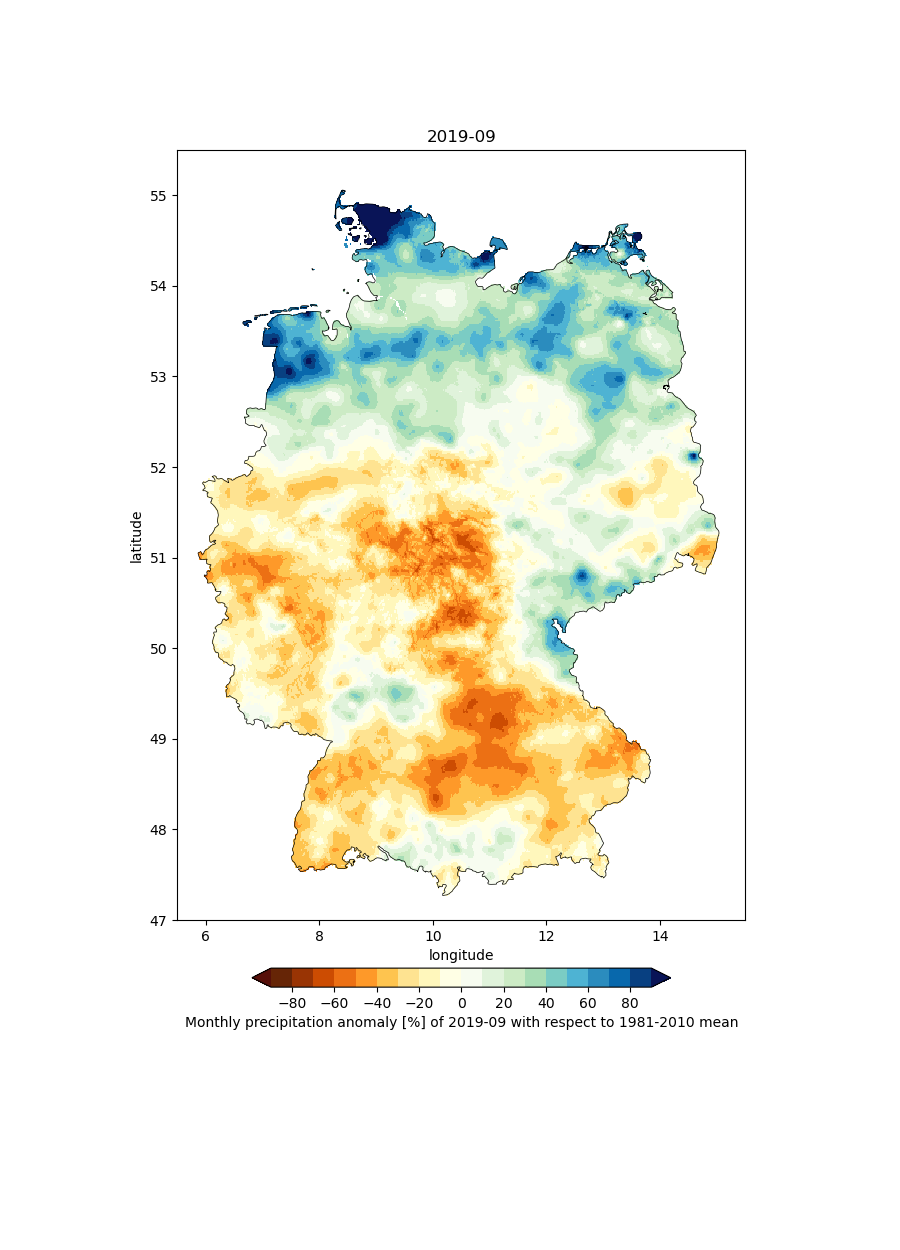 2019-09
55
54
53
52
51
50
49
48
47
latitude
6 8 10 12 14
longitude
−80 −60 −40 −20 0 20 40 60 80
Monthly precipitation anomaly [%] of 2019-09 with respect to 1981-2010 mean